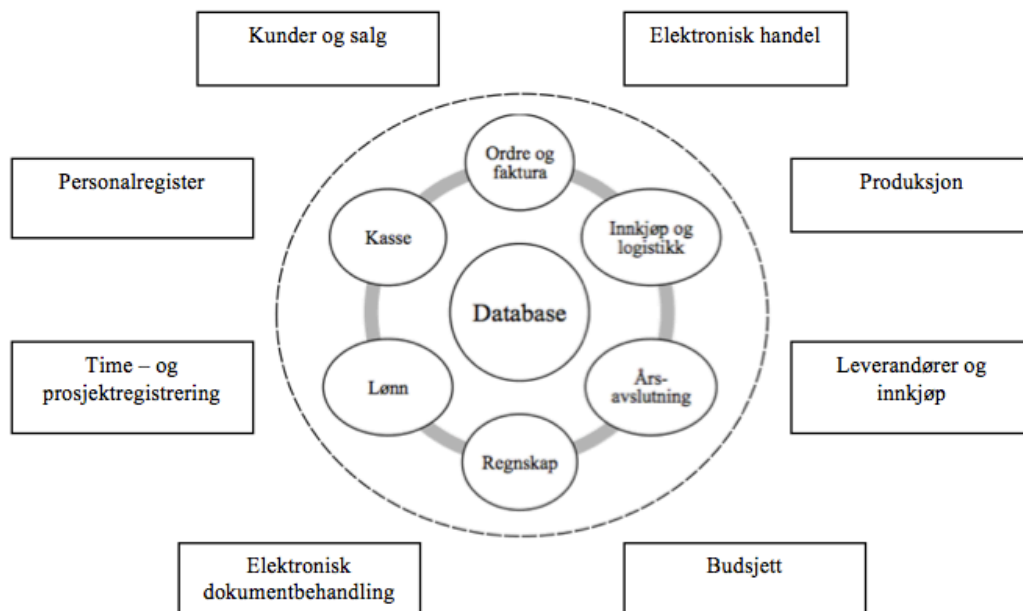 Kunder og salg
Elektronisk handel
Ordre og
faktura
Personalregister
Produksjon
Kasse
Innkjøp og
logistikk
Database
Time – og
prosjektregistrering
Leverandører og
innkjøp
Lønn
Års-
avslutning
Regnskap
Elektronisk
dokumentbehandling
Budsjett